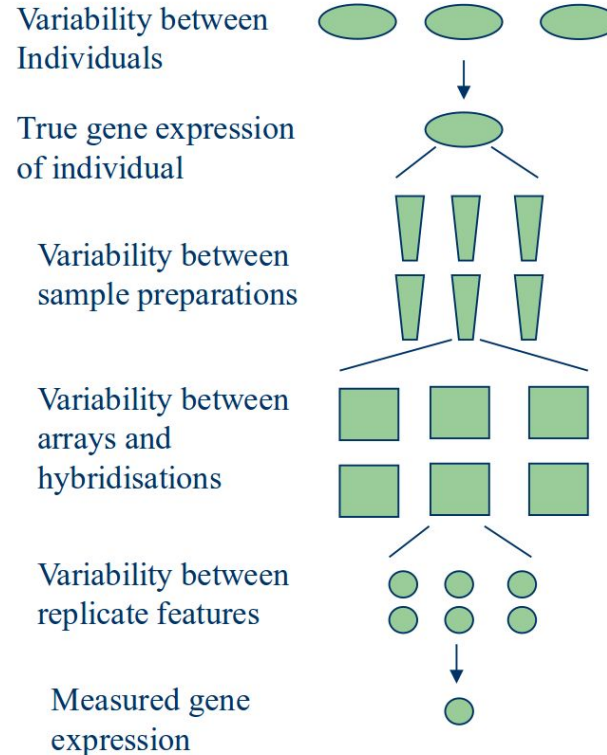 Variability between
Individuals
True gene expression
of individual
Variability between
sample preparations
Variability between
arrays and
hybridisations
Variability between
replicate features
Measured gene
expression